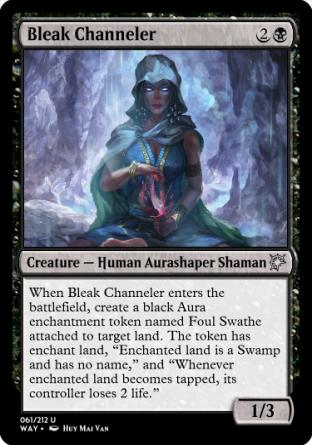 Bleak Channeler 2
Creature — Human Aurashaper Shaman
When Bleak Channeler enters the
battlefield, create a black Aura
enchantment token named Foul Swathe
attached to target land. The token has
enchant land, “Enchanted land is a Swamp
and has no name,” and “Whenever
enchanted land becomes tapped, its
controller loses 2 life.”
1/3
061/212 U
WAY • Huy Mai Van